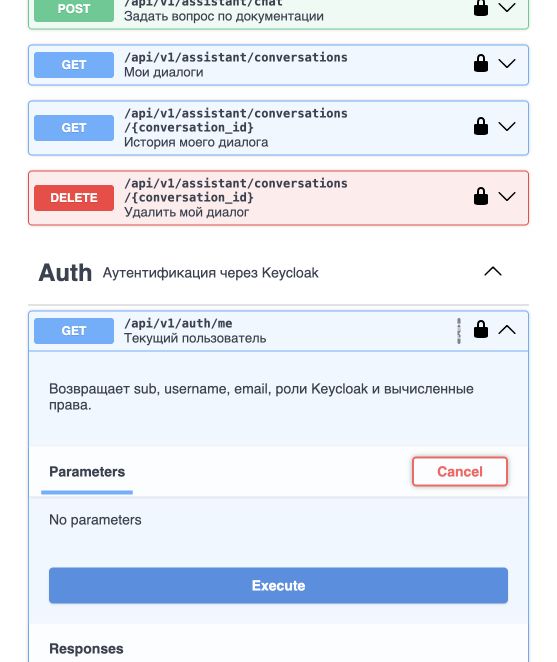 POST
/api/v1/assistant/chat
Задать вопрос по документации
GET
/api/v1/assistant/conversations
Мои диалоги
GET
/api/v1/assistant/conversations
/{conversation_id}
История моего диалога
DELETE
/api/v1/assistant/conversations
/{conversation_id}
Удалить мой диалог
Auth Аутентификация через Keycloak
GET
/api/v1/auth/me
Текущий пользователь
Возвращает sub, username, email, роли Keycloak и вычисленные
права.
Parameters
Cancel
No parameters
Execute
Responses